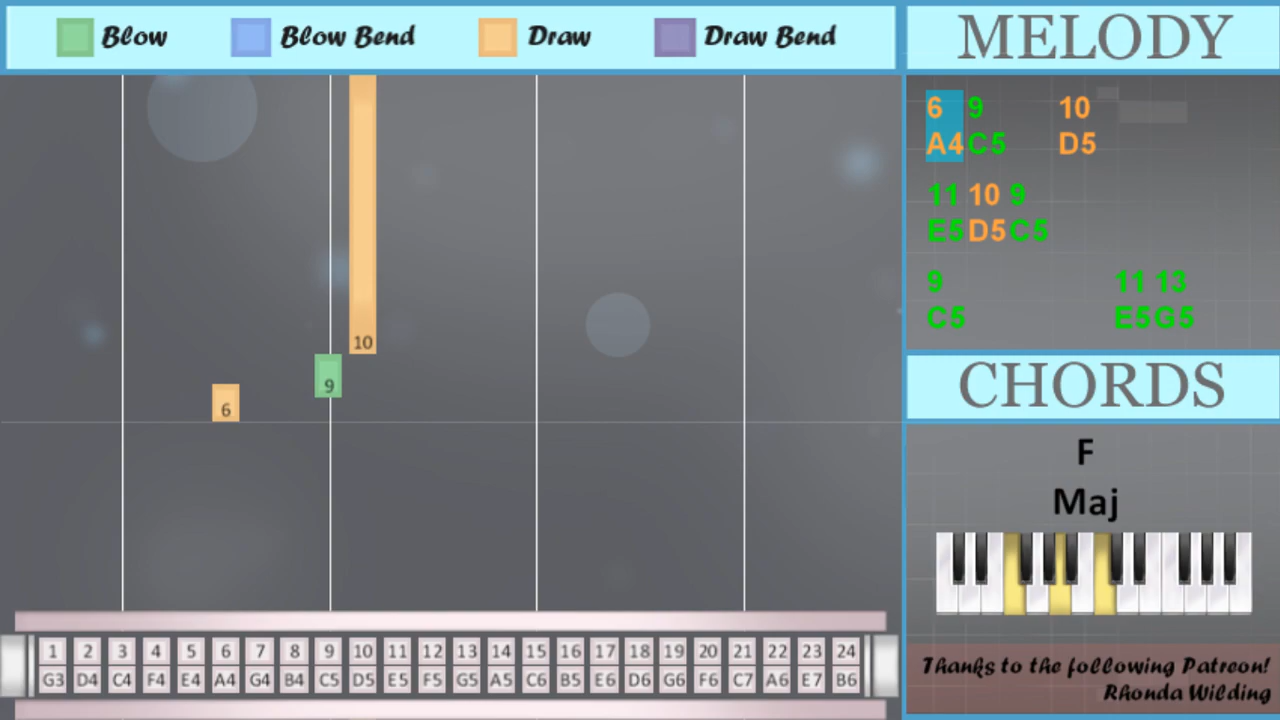 Blow Blow Bend Draw Draw Bend
MELODY
6 9 10
A4 C5 D5
11 10 9
E5 D5 C5
9 11 13
C5 E5 G5
10
9
6
CHORDS
F
Maj
Thanks to the following Patreon!
Rhonda Wilding
1 2 3 4 5 6 7 8 9 10 11 12 13 14 15 16 17 18 19 20 21 22 23 24
G3 D4 C4 F4 E4 A4 G4 B4 C5 D5 E5 F5 G5 A5 C6 B5 E6 D6 G6 F6 C7 A6 E7 B6